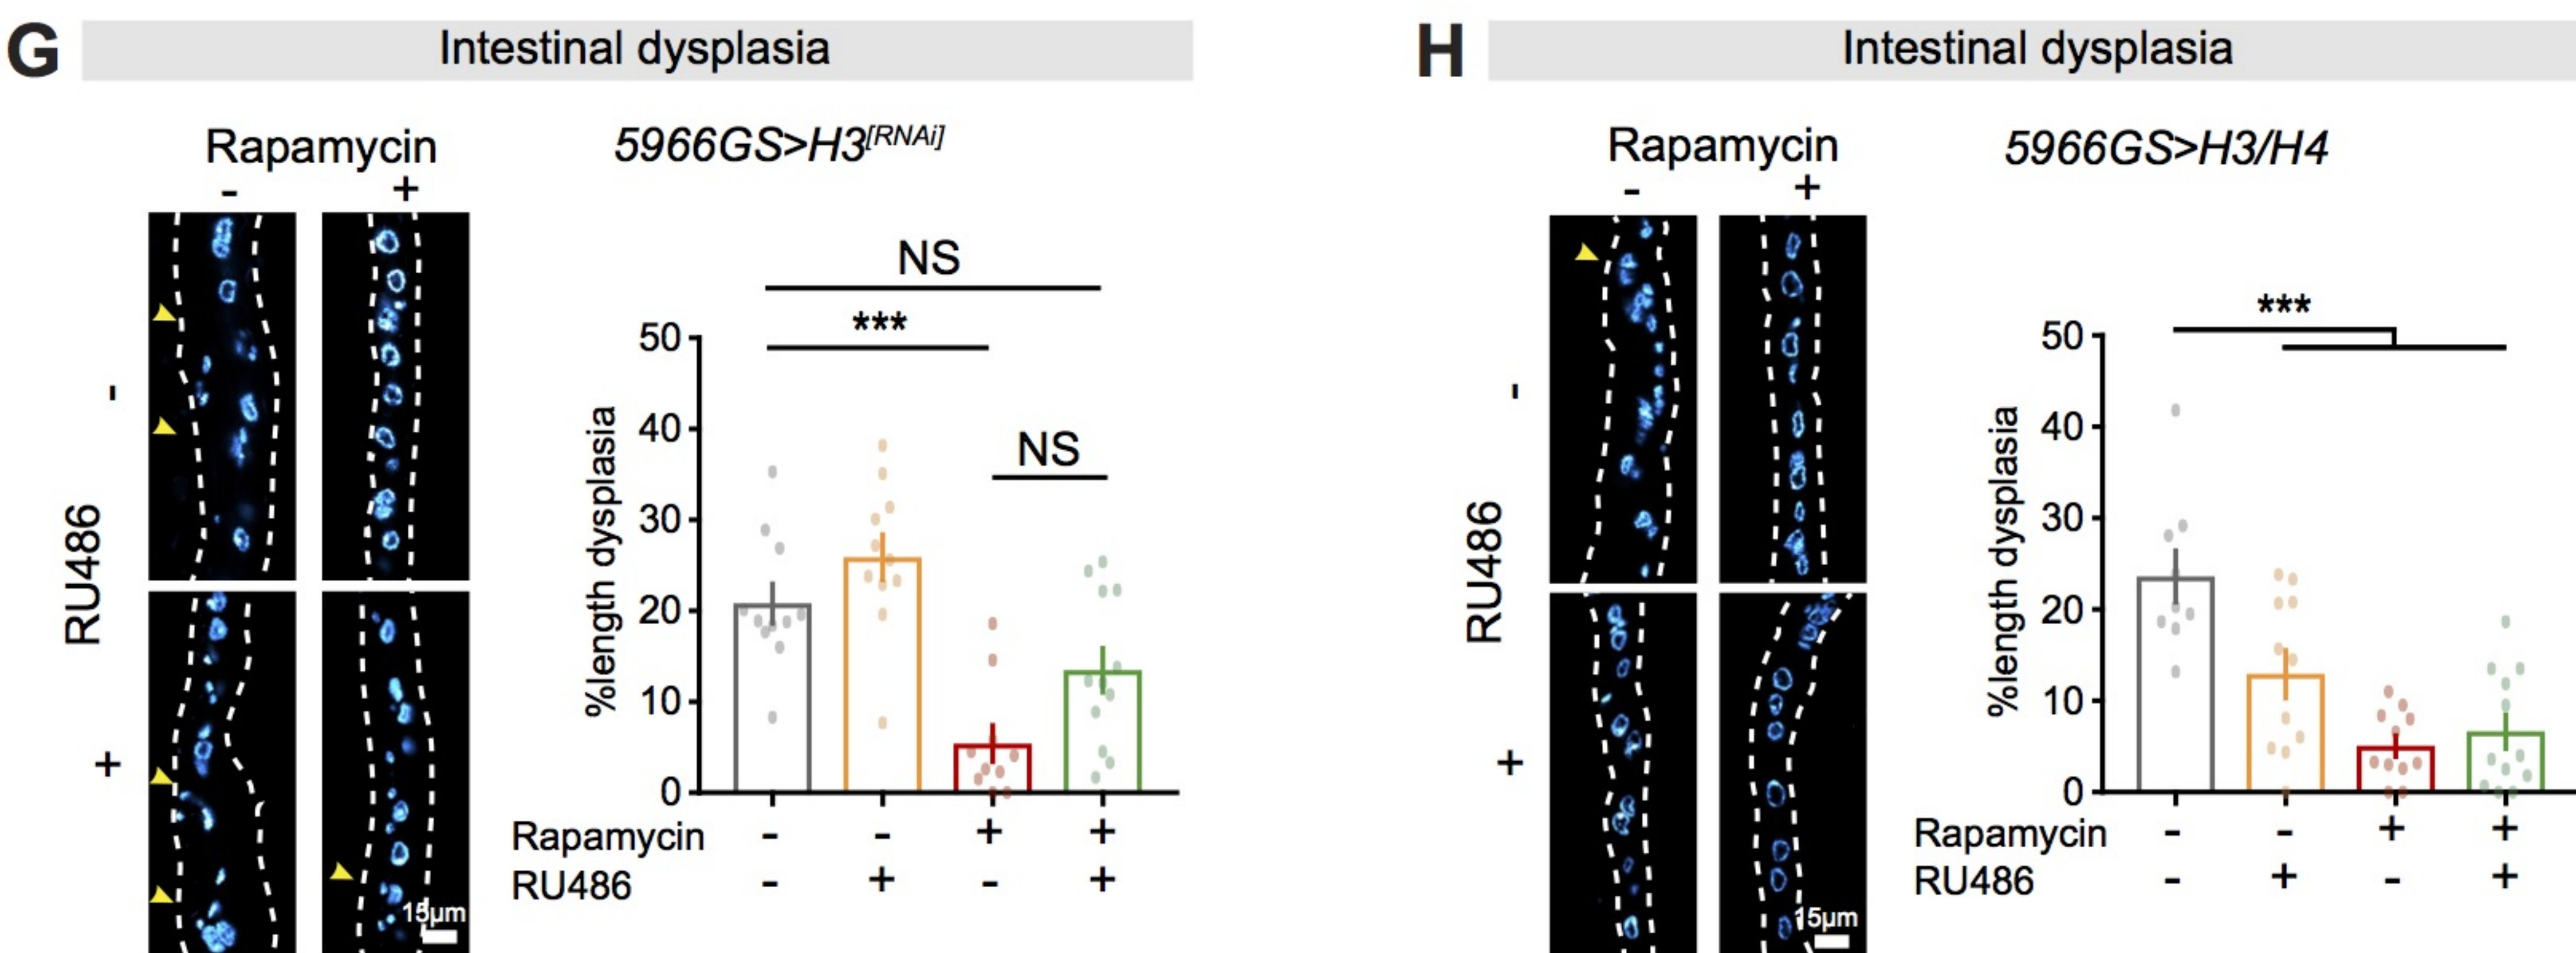 G
Intestinal dysplasia
Rapamycin
- +
RU486
-
+
15µm
5966GS>H3[RNAi]
NS
***
NS
%length dysplasia
50
40
30
20
10
0
Rapamycin - - + +
RU486 - + - +
H
Intestinal dysplasia
Rapamycin
- +
RU486
-
+
15µm
5966GS>H3/H4
***
%length dysplasia
50
40
30
20
10
0
Rapamycin - - + +
RU486 - + - +